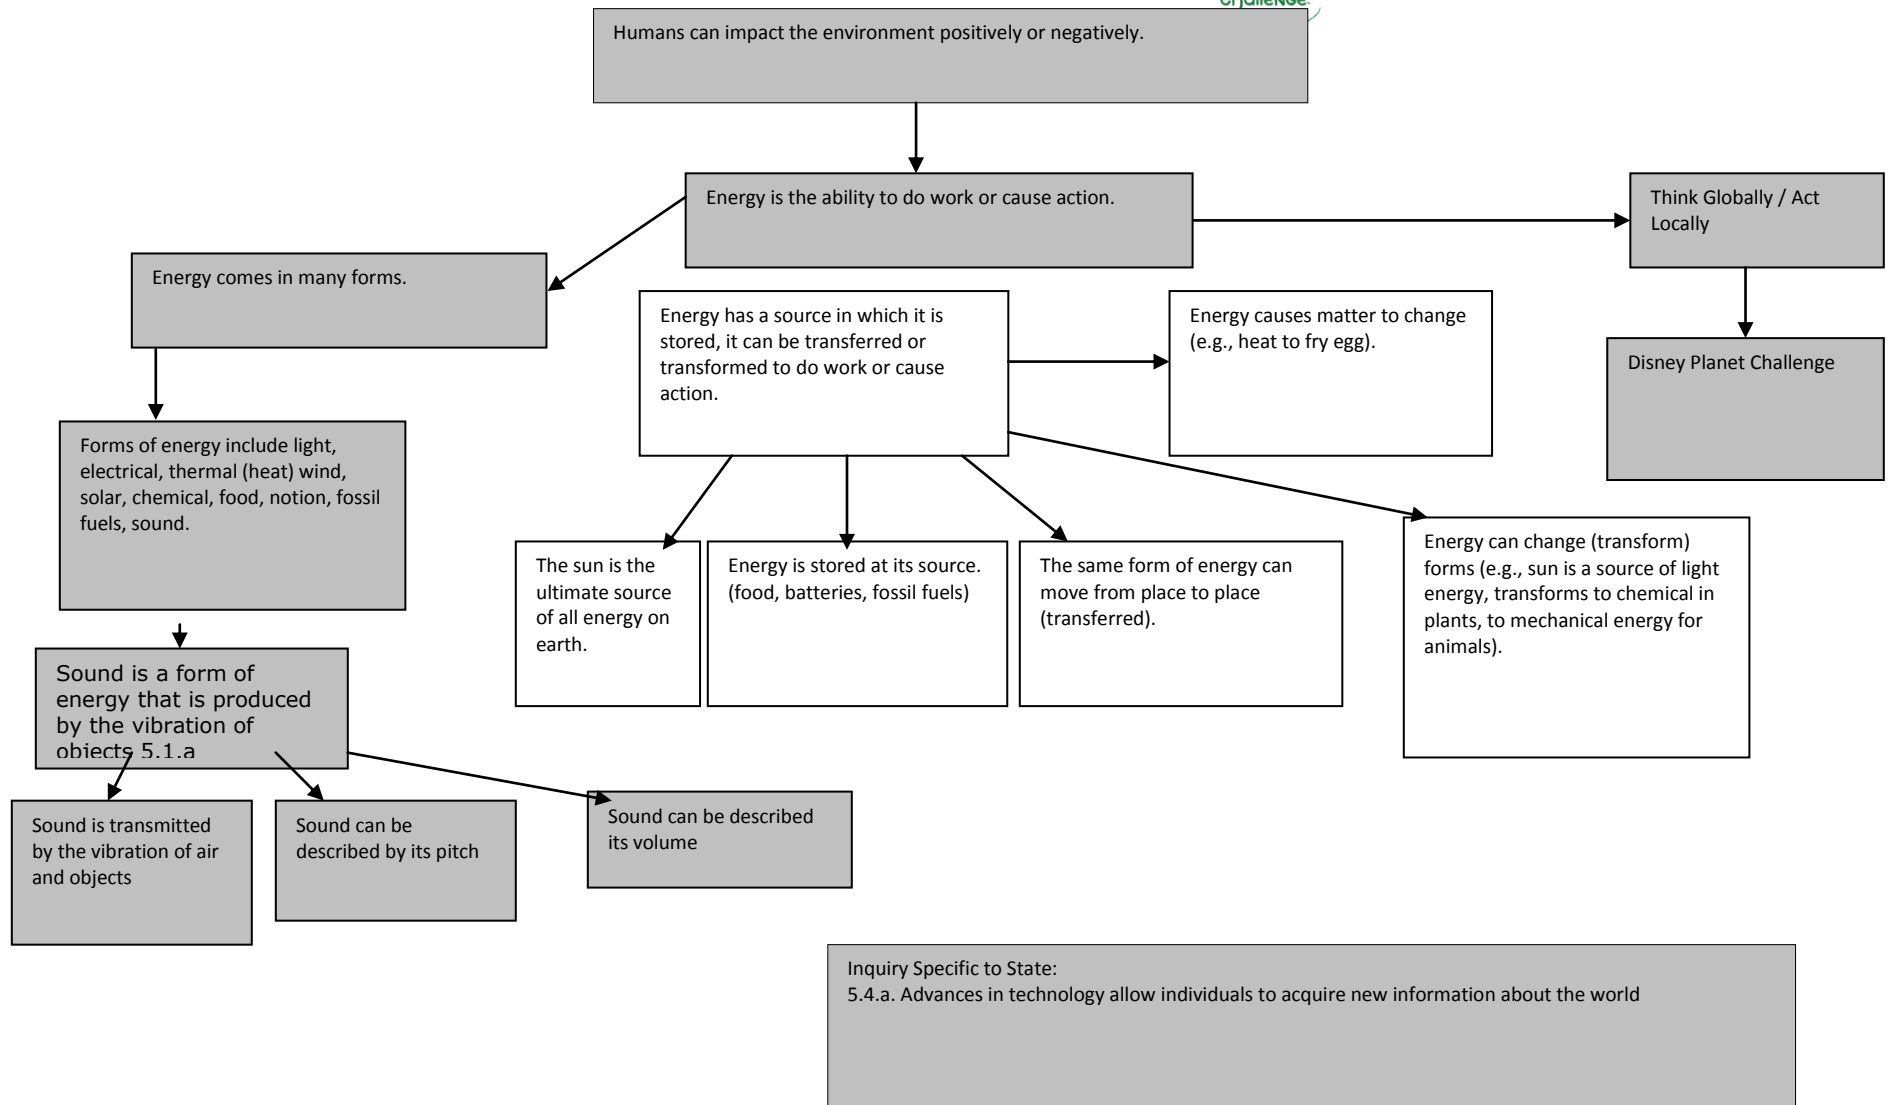 Challenge
Humans can impact the environment positively or negatively.
Energy is the ability to do work or cause action.
Think Globally / Act
Locally
Energy comes in many forms.
Energy has a source in which it is
stored, it can be transferred or
transformed to do work or cause
action.
Energy causes matter to change
(e.g., heat to fry egg).
Disney Planet Challenge
Forms of energy include light,
electrical, thermal (heat) wind,
solar, chemical, food, notion, fossil
fuels, sound.
The sun is the
ultimate source
of all energy on
earth.
Energy is stored at its source.
(food, batteries, fossil fuels)
The same form of energy can
move from place to place
(transferred).
Energy can change (transform)
forms (e.g., sun is a source of light
energy, transforms to chemical in
plants, to mechanical energy for
animals).
Sound is a form of
energy that is produced
by the vibration of
objects 5.1.a
Sound is transmitted
by the vibration of air
and objects
Sound can be
described by its pitch
Sound can be described
its volume
Inquiry Specific to State:
5.4.a. Advances in technology allow individuals to acquire new information about the world